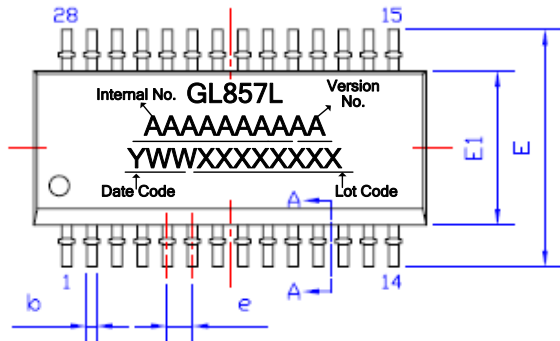 28
15
Internal No.
GL857L
Version No.
AAAAAAAAAA
YWWXXXXXXXX
Date Code
Lot Code
E1
E
A
A
1
14
b
e